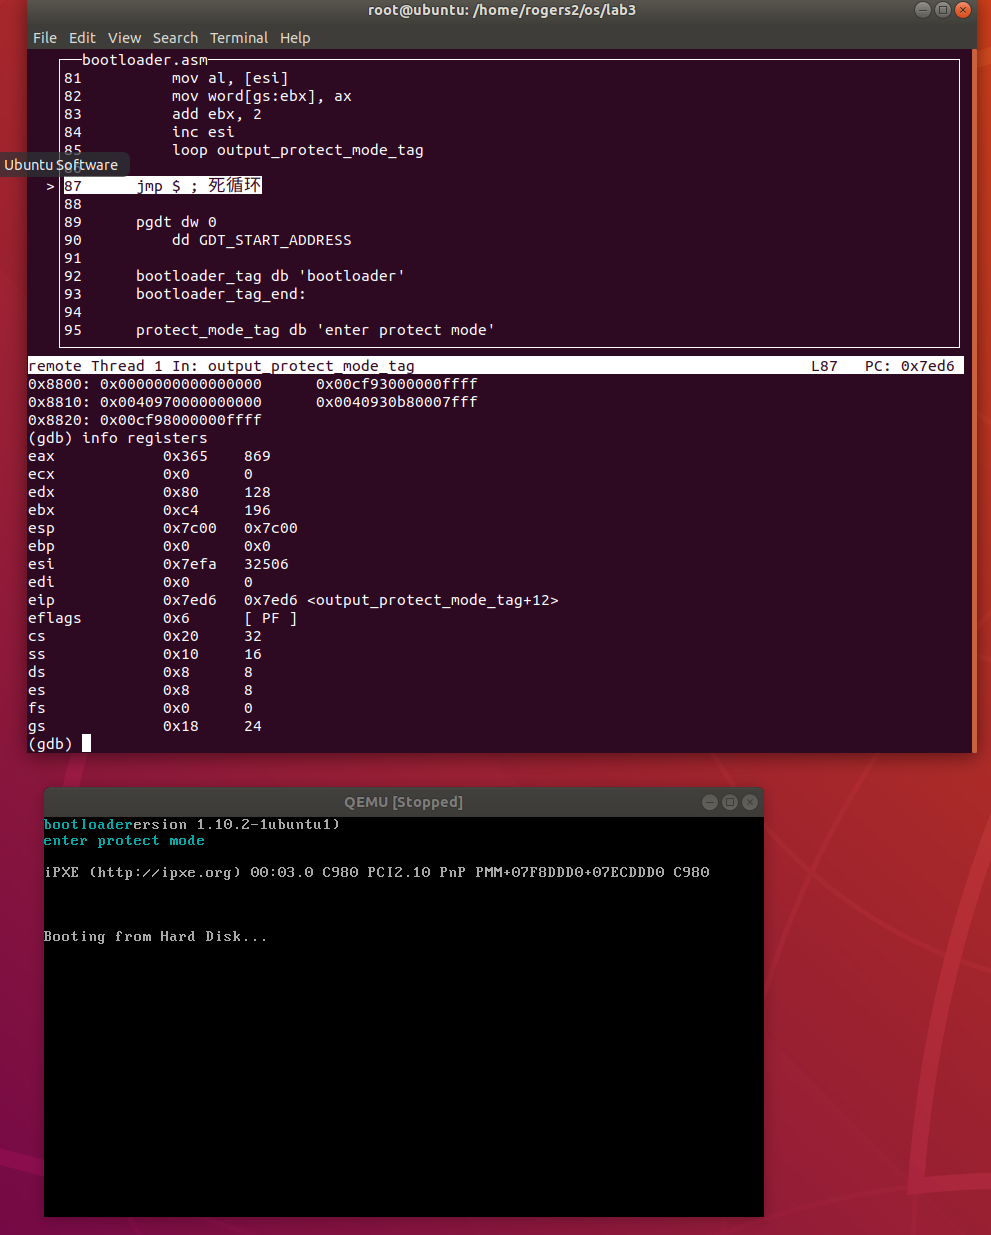 root@ubuntu: /home/rogers2/os/lab3
File Edit View Search Terminal Help
bootloader.asm
81 mov al, [esi]
82 mov word[gs:ebx], ax
83 add ebx, 2
84 inc esi
85 loop output_protect_mode_tag
Ubuntu Software
> 87 jmp $ ; 死循环
88
89 pgdt dw 0
90 dd GDT_START_ADDRESS
91
92 bootloader_tag db 'bootloader'
93 bootloader_tag_end:
94
95 protect_mode_tag db 'enter protect mode'
remote Thread 1 In: output_protect_mode_tag L87 PC: 0x7ed6
0x8800: 0x0000000000000000 0x00cf93000000ffff
0x8810: 0x0040970000000000 0x0040930b80007fff
0x8820: 0x00cf98000000ffff
(gdb) info registers
eax 0x365 869
ecx 0x0 0
edx 0x80 128
ebx 0xc4 196
esp 0x7c00 0x7c00
ebp 0x0 0x0
esi 0x7efa 32506
edi 0x0 0
eip 0x7ed6 0x7ed6 <output_protect_mode_tag+12>
eflags 0x6 [ PF ]
cs 0x20 32
ss 0x10 16
ds 0x8 8
es 0x8 8
fs 0x0 0
gs 0x18 24
(gdb)
QEMU [Stopped]
bootloaderersion 1.10.2-1ubuntu1)
enter protect mode
iPXE (http://ipxe.org) 00:03.0 C980 PCI2.10 PnP PMM+07F8DDD0+07ECDDD0 C980
Booting from Hard Disk...